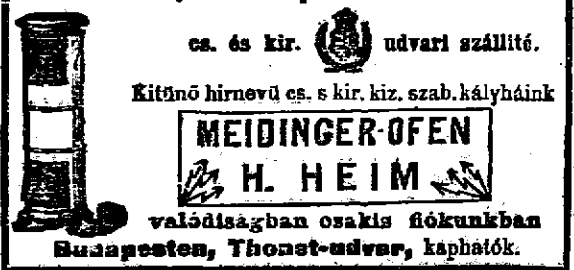 cs. és kir. udvari szállító.
Kitünő hirnevü cs. s kir. kiz. szab. kályháink
MEIDINGER-OFEN
H. HEIM
valódiságban csakis fiókunkban
Budapesten, Thonet-udvar, kaphatók.